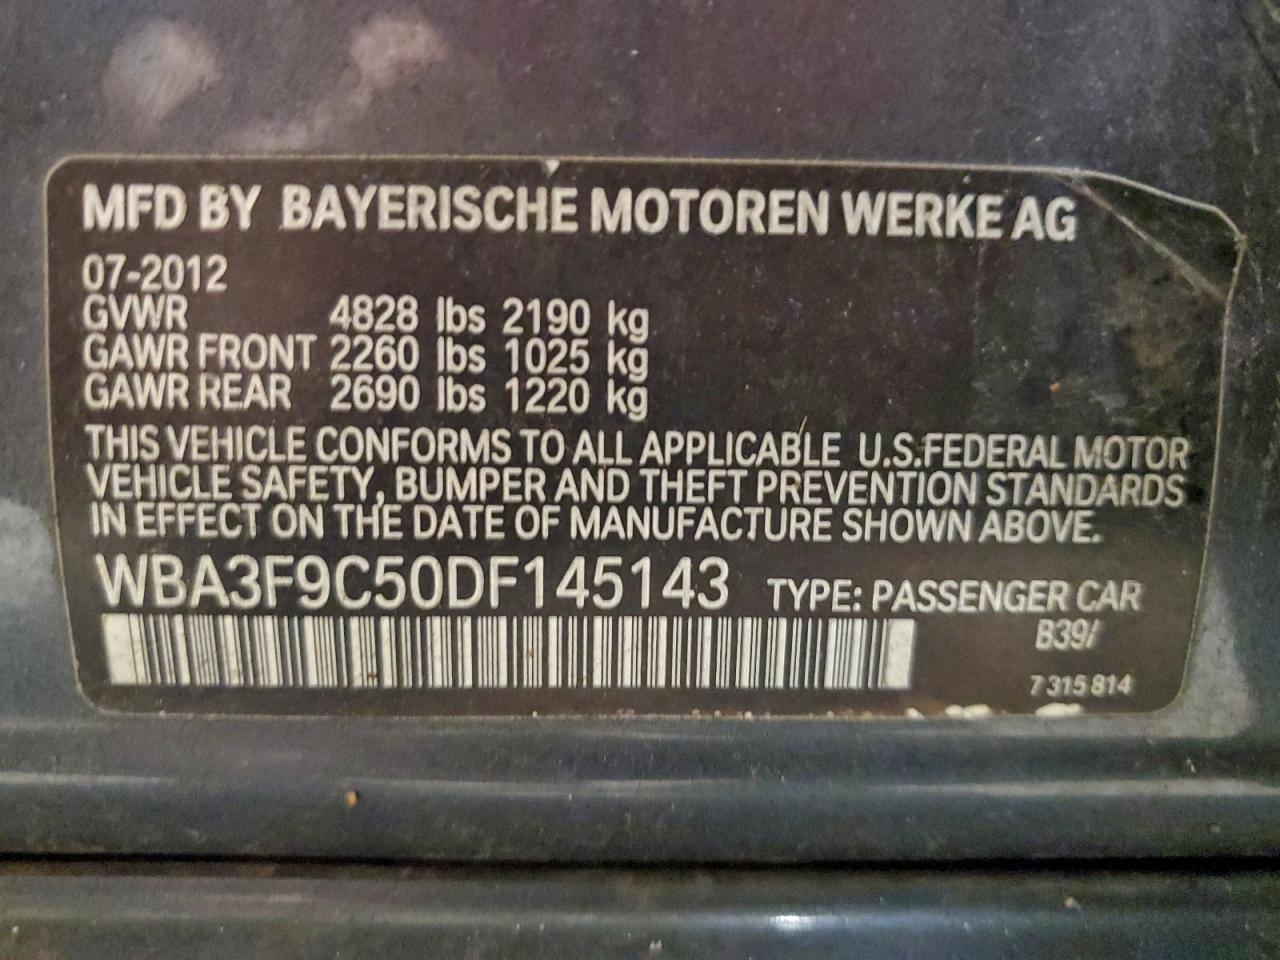 MFD BY BAYERISCHE MOTOREN WERKE AG
07-2012
GVWR 4828 lbs 2190 kg
GAWR FRONT 2260 lbs 1025 kg
GAWR REAR 2690 lbs 1220 kg
THIS VEHICLE CONFORMS TO ALL APPLICABLE U.S.FEDERAL MOTOR
VEHICLE SAFETY, BUMPER AND THEFT PREVENTION STANDARDS
IN EFFECT ON THE DATE OF MANUFACTURE SHOWN ABOVE.
WBA3F9C50DF145143 TYPE: PASSENGER CAR
B39/
7 315 814